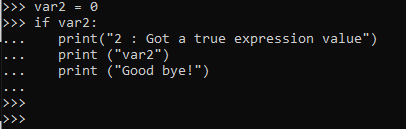 >>> var2 = 0
>>> if var2:
...    print("2 : Got a true expression value")
...    print ("var2")
...    print ("Good bye!")
...
>>>
>>>